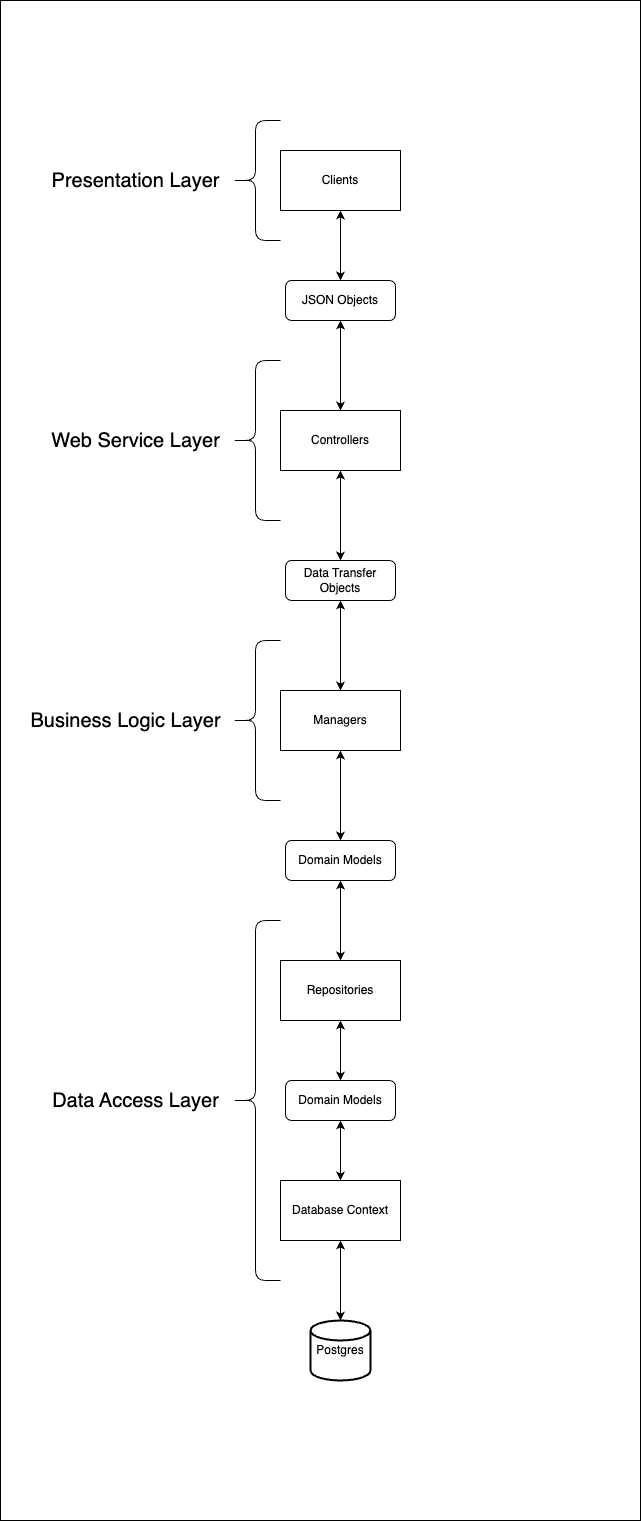 Presentation Layer
Clients
JSON Objects
Web Service Layer
Controllers
Data Transfer
Objects
Business Logic Layer
Managers
Domain Models
Repositories
Data Access Layer
Domain Models
Database Context
Postgres